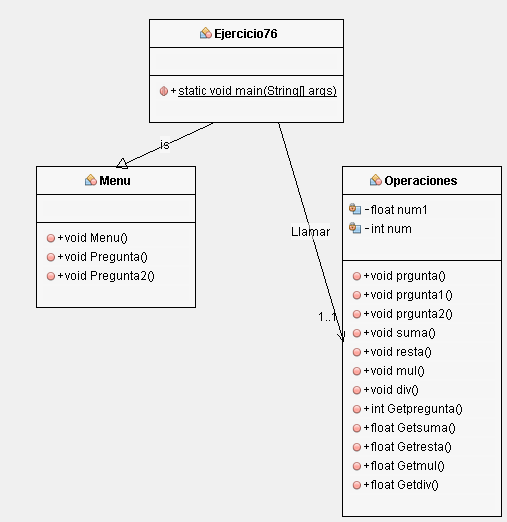 Ejercicio76
+static void main(String[] args)
is
Menu
+void Menu()
+void Pregunta()
+void Pregunta2()
Llamar
1..1
Operaciones
-float num1
-int num
+void prgunta()
+void prgunta1()
+void prgunta2()
+void suma()
+void resta()
+void mul()
+void div()
+int Getpregunta()
+float Getsuma()
+float Getresta()
+float Getmul()
+float Getdiv()